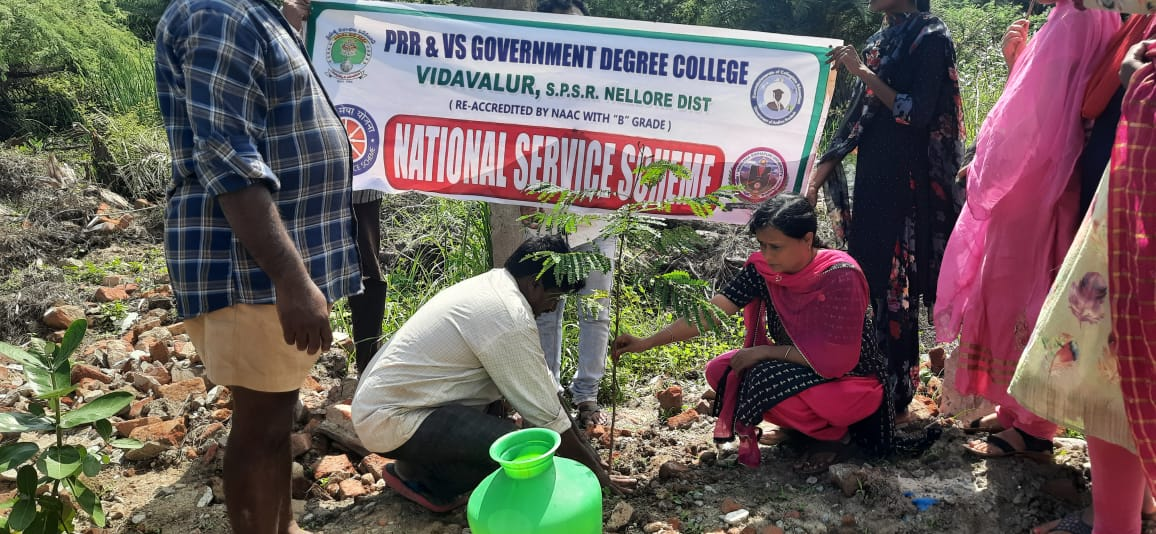 PRR & VS GOVERNMENT DEGREE COLLEGE
VIDAVALUR, S.P.S.R. NELLORE DIST
( RE-ACCREDITED BY NAAC WITH "B" GRADE )
NATIONAL SERVICE SCHEME